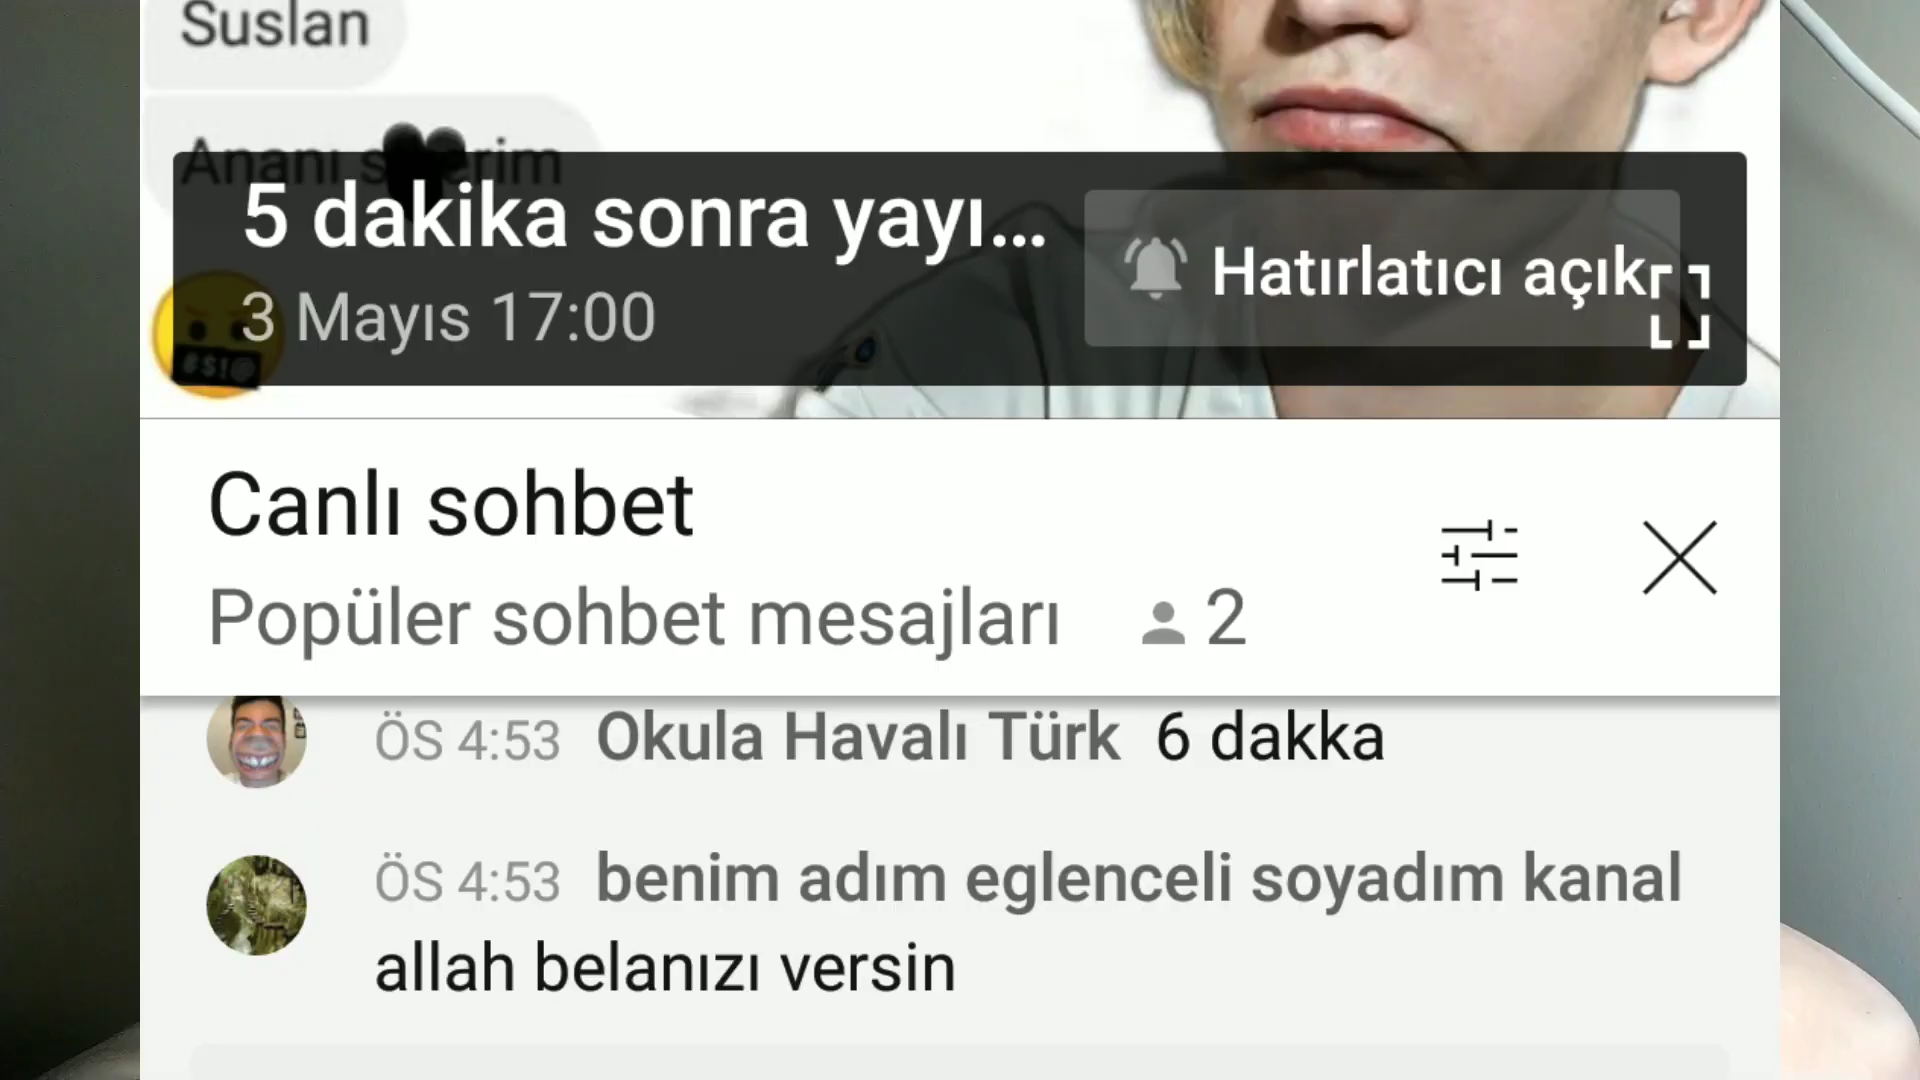 Suslan
Ananı s
erim
5 dakika sonra yayı...
Hatırlatıcı açık
3 Mayıs 17:00
#$!@
Canlı sohbet
Popüler sohbet mesajları 2
ÖS 4:53 Okula Havalı Türk 6 dakka
ÖS 4:53 benim adım eglenceli soyadım kanal
allah belanızı versin